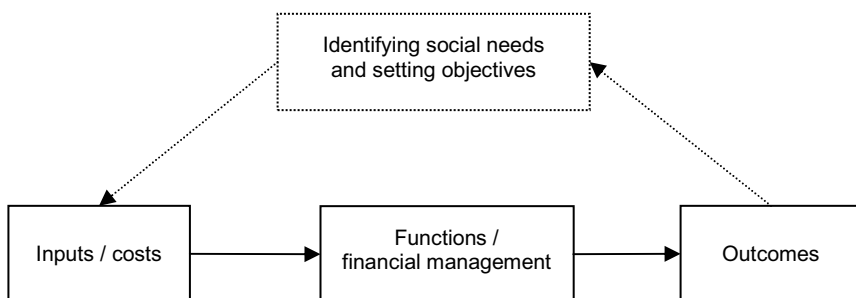 Identifying social needs
and setting objectives
Inputs / costs
Functions /
financial management
Outcomes